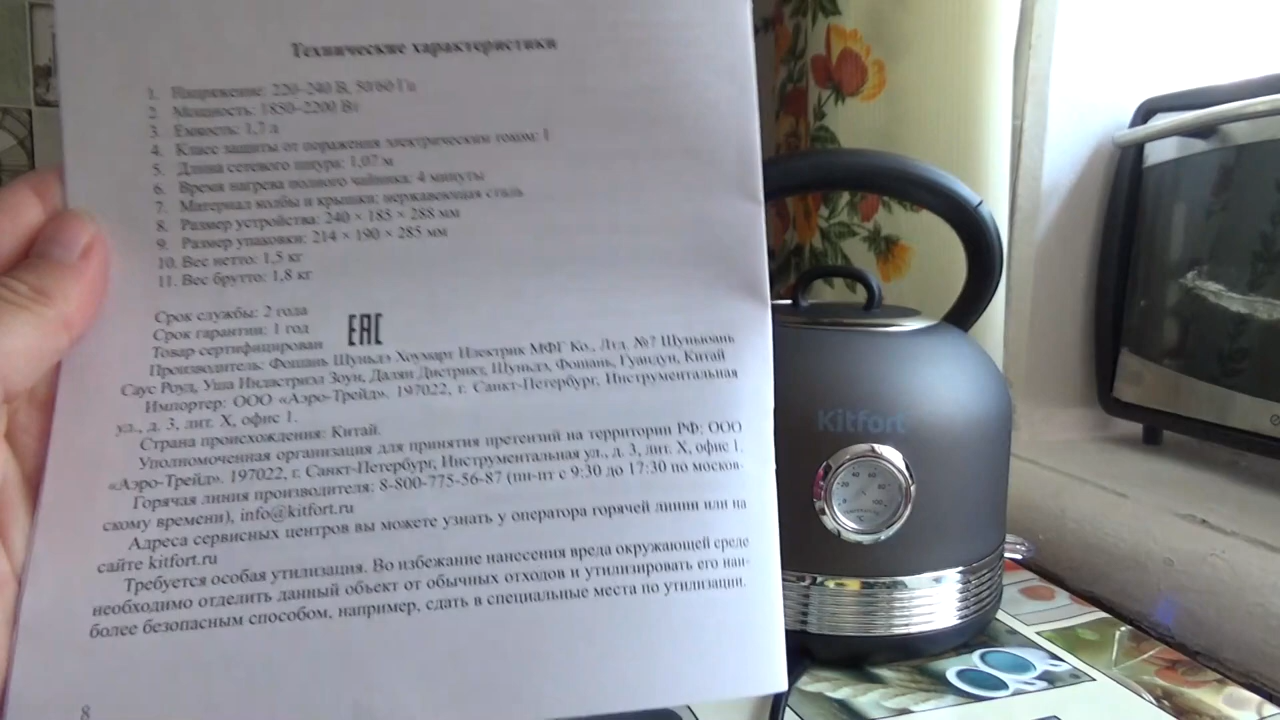 Технические характеристики
1. Напряжение: 220–240 В, 50/60 Гц
2. Мощность: 1850–2200 Вт
3. Емкость: 1,7 л
4. Класс защиты от поражения электрическим током: I
5. Длина сетевого шнура: 1,07 м
6. Время нагрева полного чайника: 4 минуты
7. Материал колбы и крышки: нержавеющая сталь
8. Размер устройства: 240 × 185 × 288 мм
9. Размер упаковки: 214 × 190 × 285 мм
10. Вес нетто: 1,5 кг
11. Вес брутто: 1,8 кг
Срок службы: 2 года
Срок гарантии: 1 год
Товар сертифицирован EAC
Производитель: Фошань Шуньдэ Хоумарт Илектрик МФГ Ко., Лтд. №7 Шуньюань
Саус Роуд, Уша Индастриэл Зоун, Далян Дистрикт, Шуньдэ, Фошань, Гуандун, Китай
Импортер: ООО «Аэро-Трейд». 197022, г. Санкт-Петербург, Инструментальная
ул., д. 3, лит. Х, офис 1.
Страна происхождения: Китай.
Уполномоченная организация для принятия претензий на территории РФ: ООО
«Аэро-Трейд». 197022, г. Санкт-Петербург, Инструментальная ул., д. 3, лит. Х, офис 1.
Горячая линия производителя: 8-800-775-56-87 (пн-пт с 9:30 до 17:30 по москов-
скому времени), info@kitfort.ru
Адреса сервисных центров вы можете узнать у оператора горячей линии или на
сайте kitfort.ru
Требуется особая утилизация. Во избежание нанесения вреда окружающей среде
необходимо отделить данный объект от обычных отходов и утилизировать его наи-
более безопасным способом, например, сдать в специальные места по утилизации.
8
Kitfort
0 20 40 60 80 100
°C